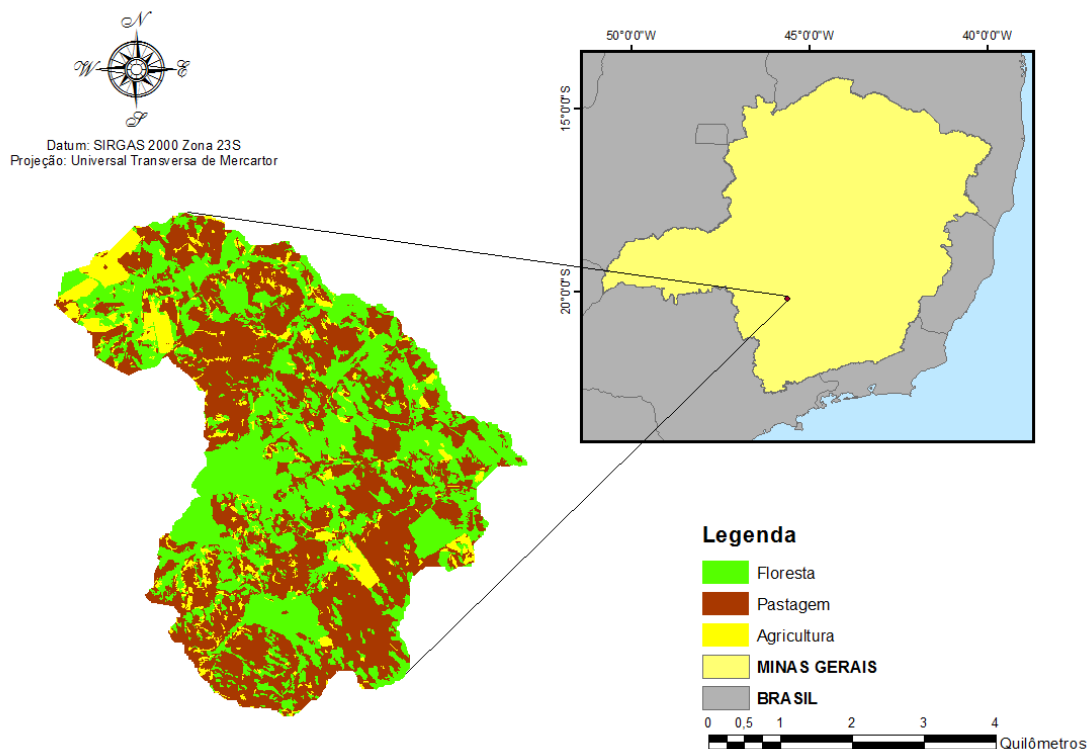 N
W E
S
Datum: SIRGAS 2000 Zona 23S
Projeção: Universal Transversa de Mercartor
50°0'0"W 45°0'0"W 40°0'0"W
15°0'0"S
20°0'0"S
Legenda
Floresta
Pastagem
Agricultura
MINAS GERAIS
BRASIL
0 0,5 1 2 3 4
Quilômetros